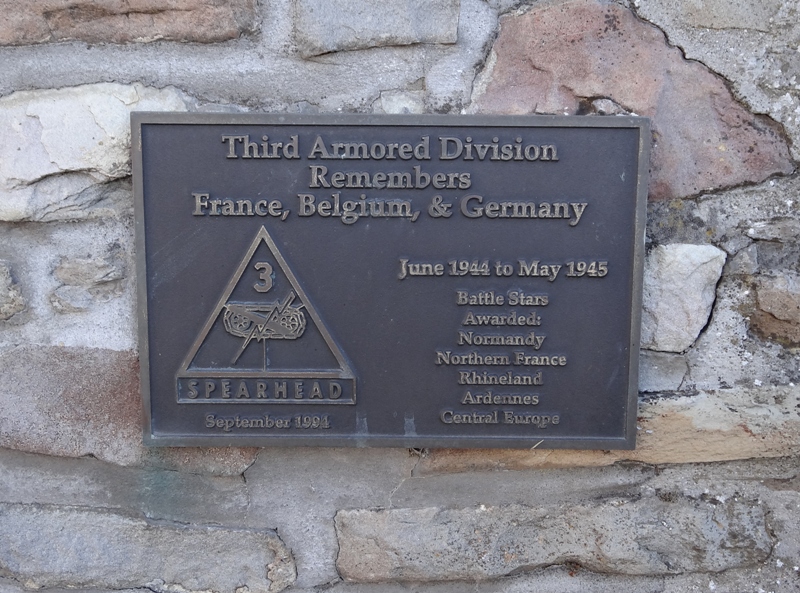 Third Armored Division
Remembers
France, Belgium, & Germany
3
SPEARHEAD
September 1994
June 1944 to May 1945
Battle Stars
Awarded:
Normandy
Northern France
Rhineland
Ardennes
Central Europe